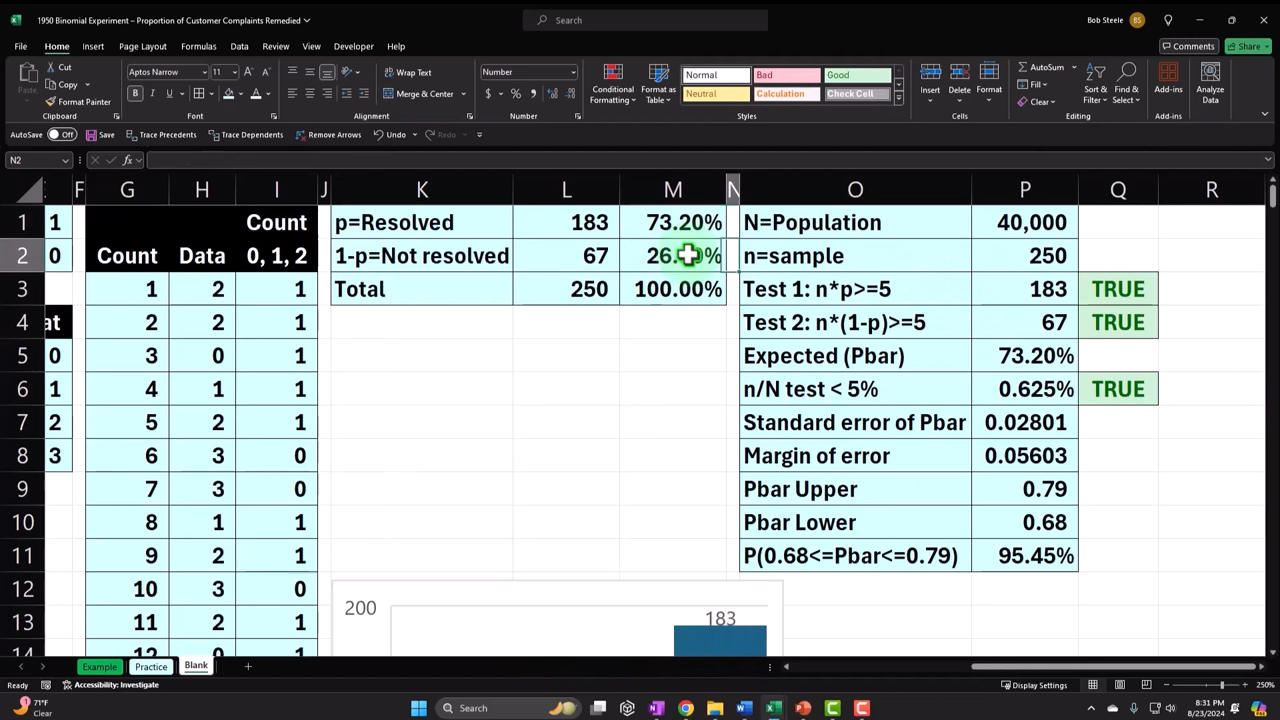 1950 Binomial Experiment – Proportion of Customer Complaints Remedied
Search
Bob Steele BS
File Home Insert Page Layout Formulas Data Review View Developer Help
Comments Share
Paste Cut Copy Format Painter
Clipboard
Aptos Narrow 11 A A
B I U A
Font
Wrap Text
Merge & Center
Alignment
Number
$ % 9
Number
Conditional Formatting Format as Table
Normal Bad Good
Neutral Calculation Check Cell
Styles
Insert Delete Format
Cells
AutoSum Fill Clear Sort & Filter Find & Select
Editing
Add-ins
Add-ins
Analyze Data
AutoSave Off Save Trace Precedents Trace Dependents Remove Arrows Undo Redo
N2 fx
F G H I J K L M N O P Q R
1 1 Count p=Resolved 183 73.20% N=Population 40,000
2 0 Count Data 0, 1, 2 1-p=Not resolved 67 n=sample 250
3 1 2 1 Total 250 100.00% Test 1: n*p>=5 183 TRUE
4 at 2 2 1 Test 2: n*(1-p)>=5 67 TRUE
5 0 3 0 1 Expected (Pbar) 73.20%
6 1 4 1 1 n/N test < 5% 0.625% TRUE
7 2 5 2 1 Standard error of Pbar 0.02801
8 3 6 3 0 Margin of error 0.05603
9 7 3 0 Pbar Upper 0.79
10 8 1 1 Pbar Lower 0.68
11 9 2 1 P(0.68<=Pbar<=0.79) 95.45%
12 10 3 0
200
13 11 2 1 183
14 12 0 1
Example Practice Blank
Ready Accessibility: Investigate Display Settings 250%
71°F
Clear
Search
8:31 PM
8/23/2024